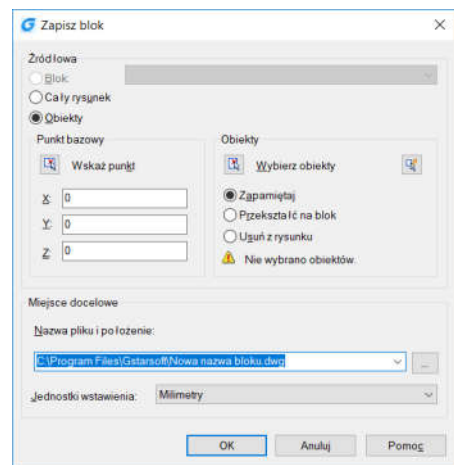 Zapisz blok
Źródłowa
Blok:
Cały rysunek
Obiekty
Punkt bazowy
Wskaż punkt
X: 0
Y: 0
Z: 0
Obiekty
Wybierz obiekty
Zapamiętaj
Przekształć na blok
Usuń z rysunku
Nie wybrano obiektów.
Miejsce docelowe
Nazwa pliku i położenie:
C:\Program Files\Gstarsoft\Nowa nazwa bloku.dwg
...
Jednostki wstawienia: Milimetry
OK Anuluj Pomoc